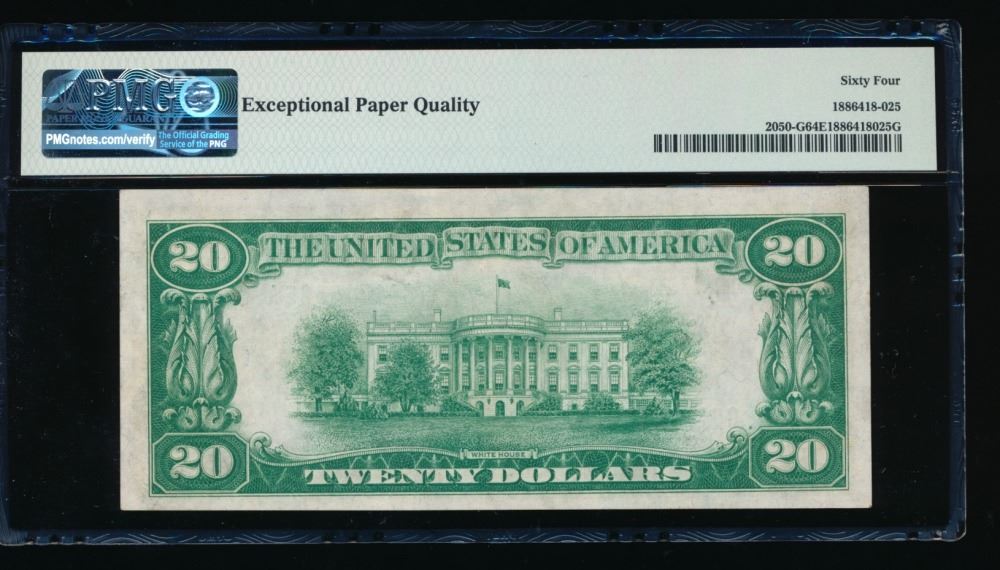 PMG
PAPER MONEY GUARANTY
PMGnotes.com/verify
The Official Grading
Service of the PNG
Exceptional Paper Quality
Sixty Four
1886418-025
2050-G64E1886418025G
20
THE UNITED STATES OF AMERICA
20
WHITE HOUSE
20
TWENTY DOLLARS
20